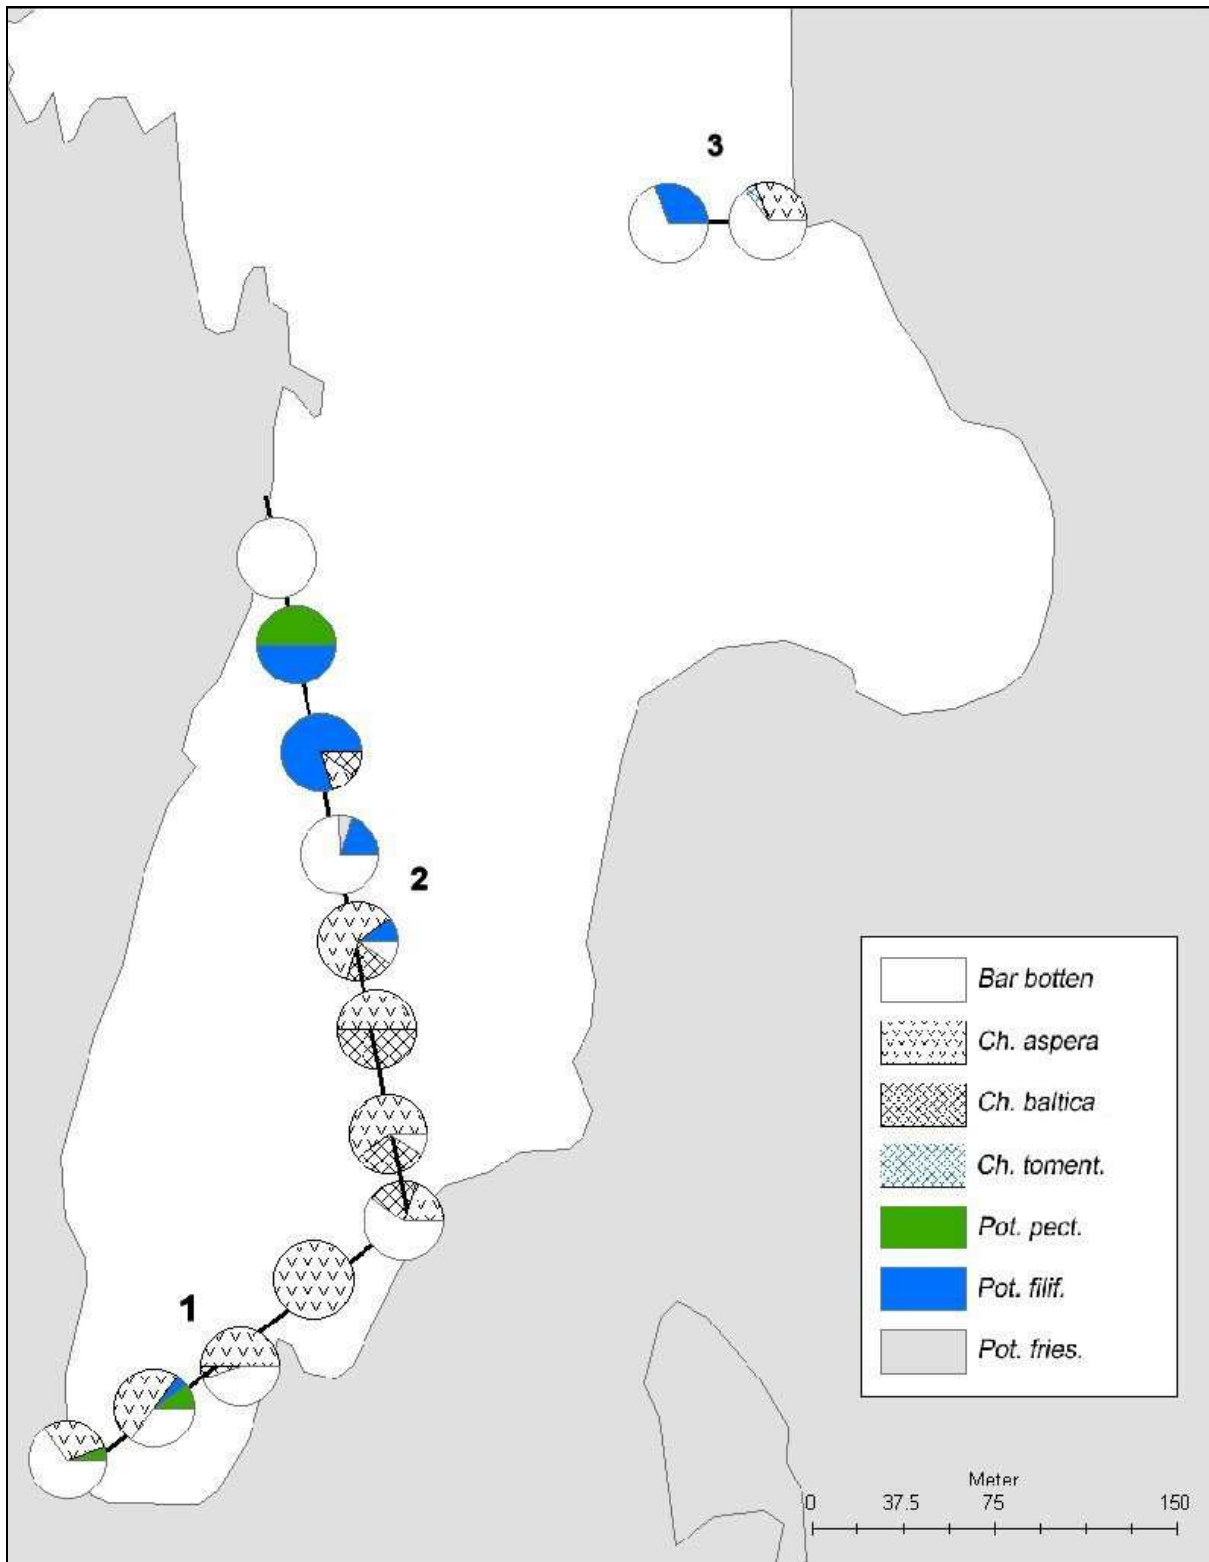 3
2
1
Bar botten
Ch. aspera
Ch. baltica
Ch. toment.
Pot. pect.
Pot. filif.
Pot. fries.
Meter
0 37.5 75 150